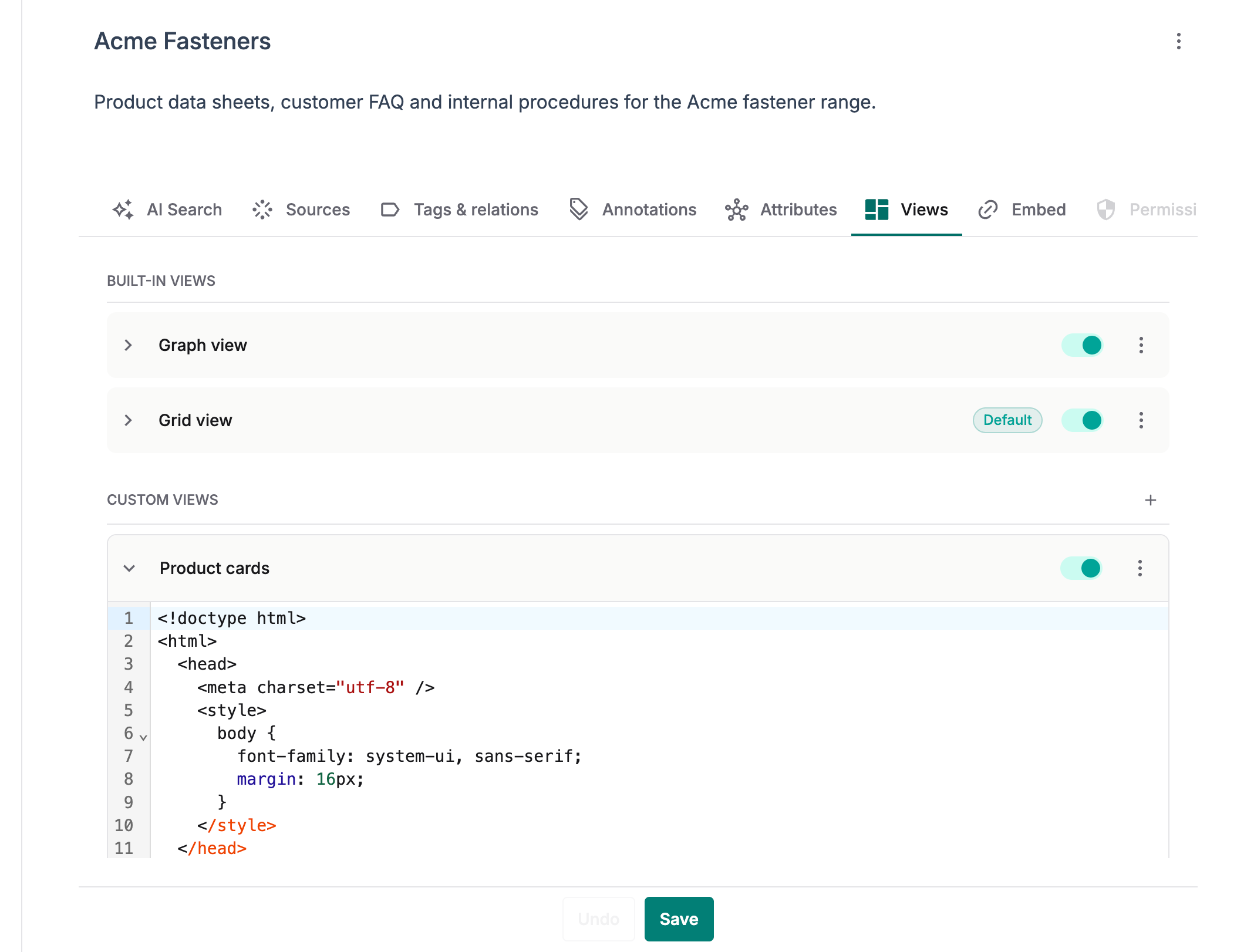 Acme Fasteners
Product data sheets, customer FAQ and internal procedures for the Acme fastener range.
AI Search Sources Tags & relations Annotations Attributes Views Embed Permissi
BUILT-IN VIEWS
Graph view
Grid view Default
CUSTOM VIEWS +
Product cards
1 <!doctype html>
2 <html>
3   <head>
4     <meta charset="utf-8" />
5     <style>
6       body {
7         font-family: system-ui, sans-serif;
8         margin: 16px;
9       }
10     </style>
11   </head>
Undo Save